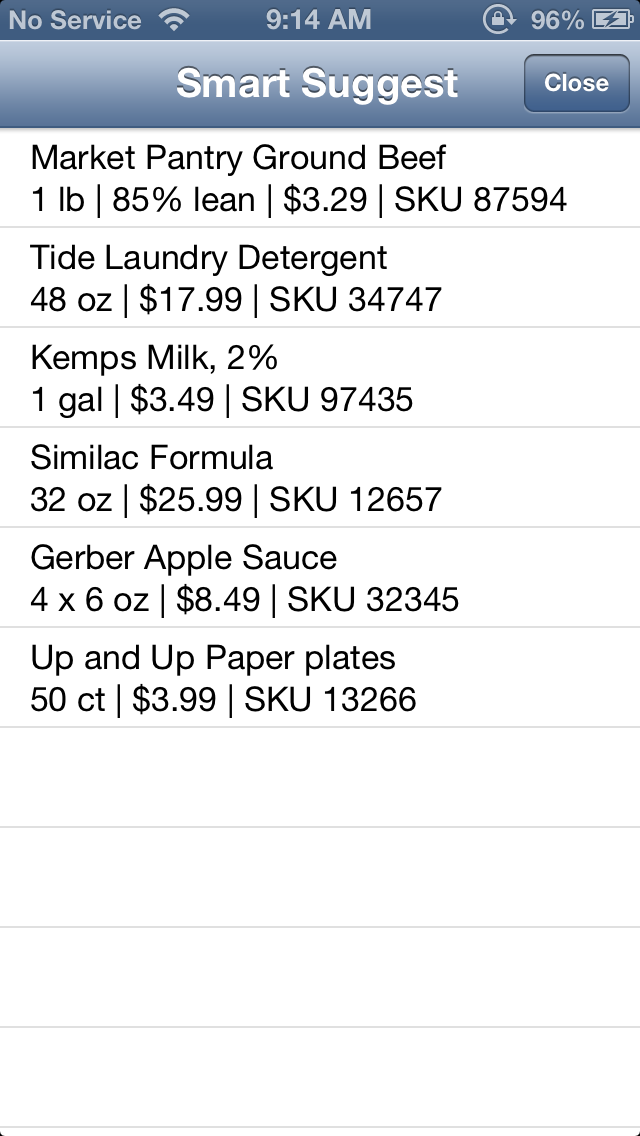 No Service 9:14 AM 96%
Smart Suggest Close
Market Pantry Ground Beef
1 lb | 85% lean | $3.29 | SKU 87594
Tide Laundry Detergent
48 oz | $17.99 | SKU 34747
Kemps Milk, 2%
1 gal | $3.49 | SKU 97435
Similac Formula
32 oz | $25.99 | SKU 12657
Gerber Apple Sauce
4 x 6 oz | $8.49 | SKU 32345
Up and Up Paper plates
50 ct | $3.99 | SKU 13266